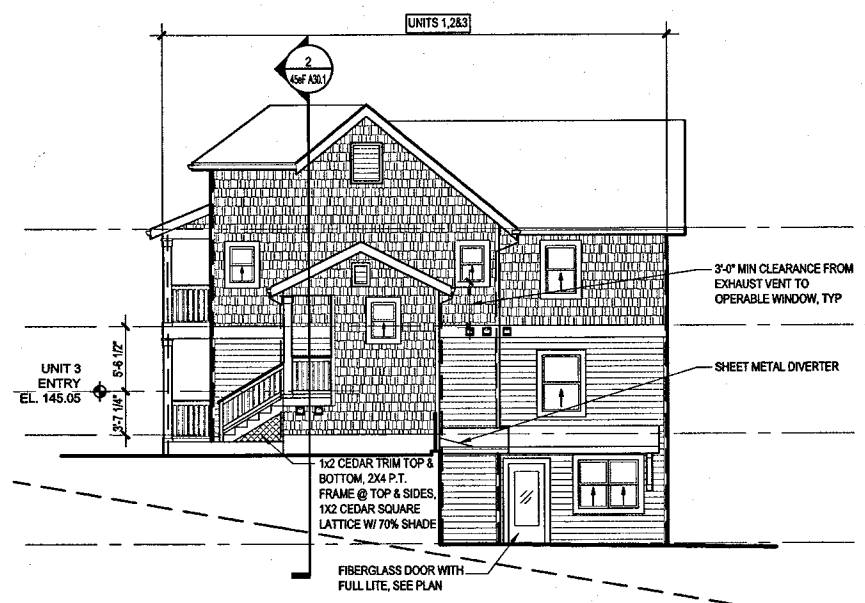 UNITS 1,2&3
2
45eF A30.1
3'-0" MIN CLEARANCE FROM
EXHAUST VENT TO
OPERABLE WINDOW, TYP
5'-6 1/2"
UNIT 3
ENTRY
EL. 145.05
3'-7 1/4"
SHEET METAL DIVERTER
1x2 CEDAR TRIM TOP &
BOTTOM, 2X4 P.T.
FRAME @ TOP & SIDES,
1X2 CEDAR SQUARE
LATTICE W/ 70% SHADE
FIBERGLASS DOOR WITH
FULL LITE, SEE PLAN